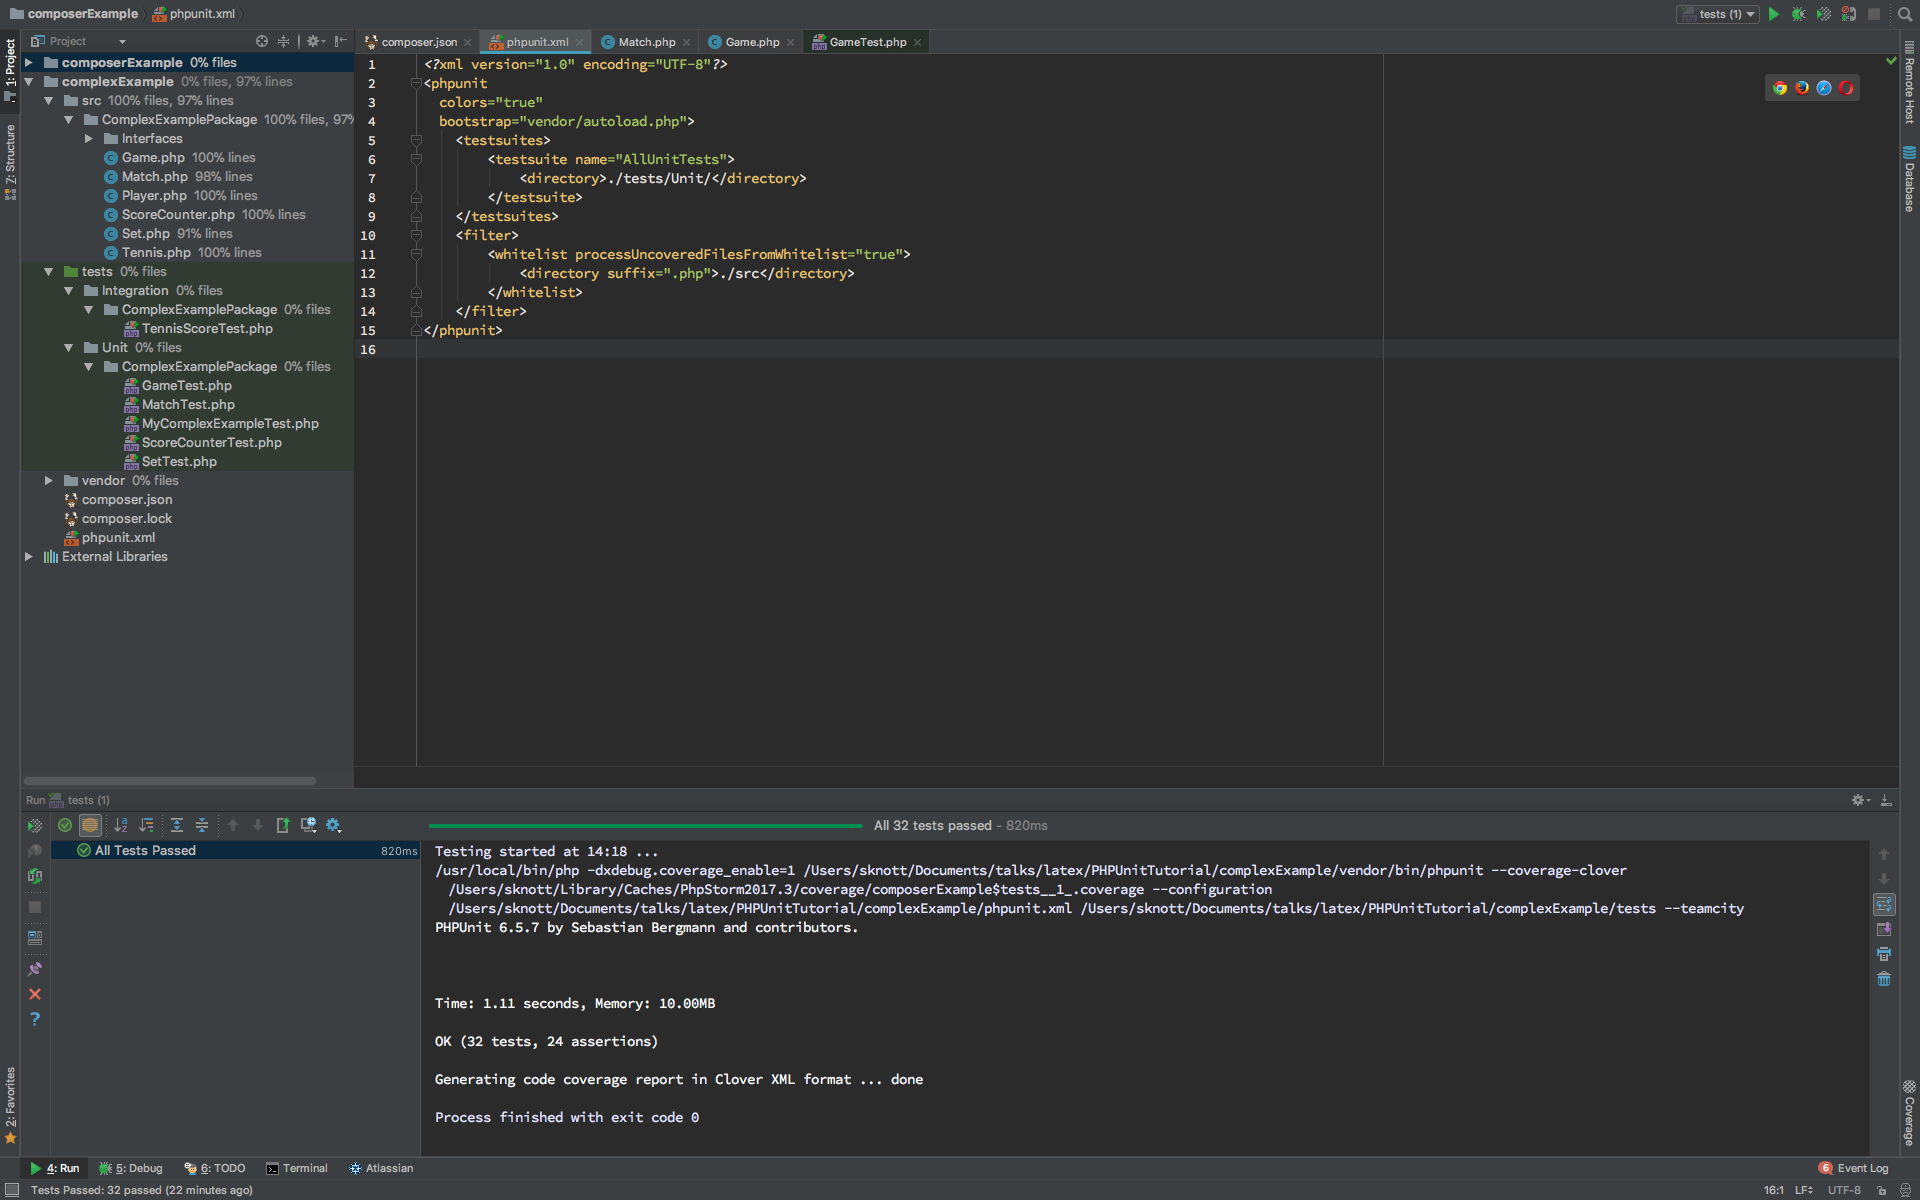 composerExample phpunit.xml tests (1)
Project composer.json phpunit.xml Match.php Game.php GameTest.php
composerExample 0% files
complexExample 0% files, 97% lines
src 100% files, 97% lines
ComplexExamplePackage 100% files, 97%
Interfaces
Game.php 100% lines
Match.php 98% lines
Player.php 100% lines
ScoreCounter.php 100% lines
Set.php 91% lines
Tennis.php 100% lines
tests 0% files
Integration 0% files
ComplexExamplePackage 0% files
TennisScoreTest.php
Unit 0% files
ComplexExamplePackage 0% files
GameTest.php
MatchTest.php
MyComplexExampleTest.php
ScoreCounterTest.php
SetTest.php
vendor 0% files
composer.json
composer.lock
phpunit.xml
External Libraries
1 <?xml version="1.0" encoding="UTF-8"?>
2 <phpunit
3 colors="true"
4 bootstrap="vendor/autoload.php">
5 <testsuites>
6 <testsuite name="AllUnitTests">
7 <directory>./tests/Unit/</directory>
8 </testsuite>
9 </testsuites>
10 <filter>
11 <whitelist processUncoveredFilesFromWhitelist="true">
12 <directory suffix=".php">./src</directory>
13 </whitelist>
14 </filter>
15 </phpunit>
16
1: Project
7: Structure
2: Favorites
Remote Host
Database
Coverage
Run tests (1)
All 32 tests passed - 820ms
All Tests Passed 820ms
Testing started at 14:18 ...
/usr/local/bin/php -dxdebug.coverage_enable=1 /Users/sknott/Documents/talks/latex/PHPUnitTutorial/complexExample/vendor/bin/phpunit --coverage-clover
/Users/sknott/Library/Caches/PhpStorm2017.3/coverage/composerExample$tests__1_.coverage --configuration
/Users/sknott/Documents/talks/latex/PHPUnitTutorial/complexExample/phpunit.xml /Users/sknott/Documents/talks/latex/PHPUnitTutorial/complexExample/tests --teamcity
PHPUnit 6.5.7 by Sebastian Bergmann and contributors.
Time: 1.11 seconds, Memory: 10.00MB
OK (32 tests, 24 assertions)
Generating code coverage report in Clover XML format ... done
Process finished with exit code 0
4: Run 5: Debug 6: TODO Terminal Atlassian 6 Event Log
Tests Passed: 32 passed (22 minutes ago) 16:1 LF UTF-8